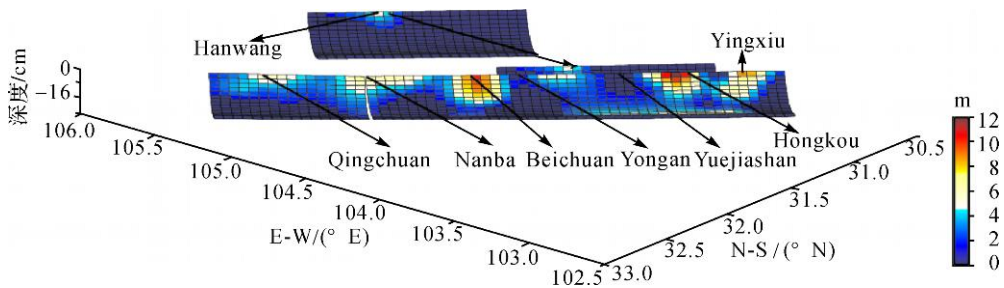 Hanwang
Yingxiu
深度/cm
0
−16
Qingchuan
Nanba
Beichuan
Yongan
Yuejiashan
Hongkou
106.0
105.5
105.0
104.5
104.0
103.5
103.0
102.5
E-W/(° E)
33.0
32.5
32.0
31.5
31.0
30.5
N-S/(° N)
m
12
10
8
6
4
2
0